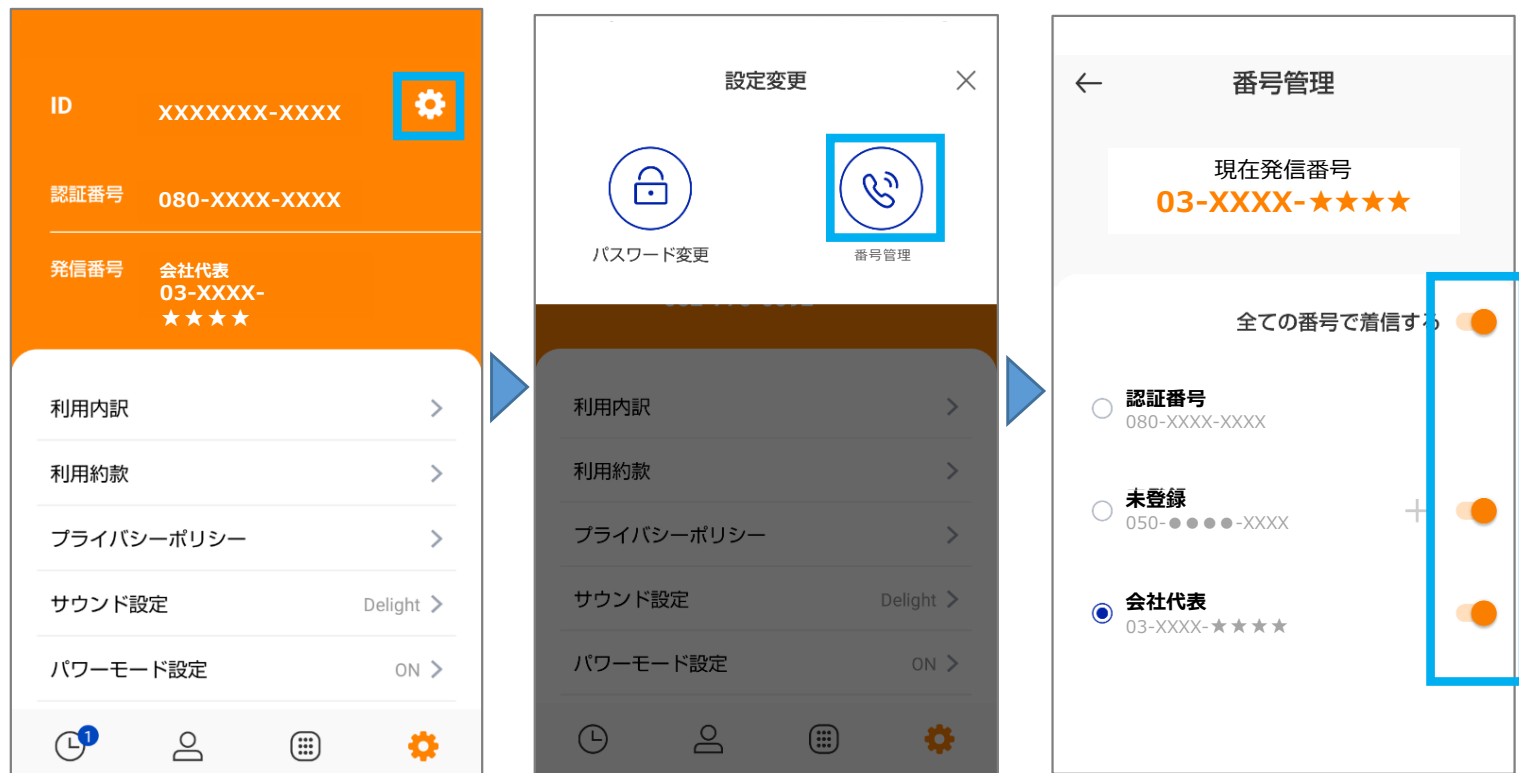 ID
XXXXXXX-XXXX
認証番号
080-XXXX-XXXX
発信番号
会社代表
03-XXXX-
★★★★
利用内訳
利用約款
プライバシーポリシー
サウンド設定 Delight
パワーモード設定 ON
1
設定変更
パスワード変更
番号管理
利用内訳
利用約款
プライバシーポリシー
サウンド設定 Delight
パワーモード設定 ON
番号管理
現在発信番号
03-XXXX-★★★★
全ての番号で着信する
認証番号
080-XXXX-XXXX
未登録
050-●●●●-XXXX
会社代表
03-XXXX-★★★★